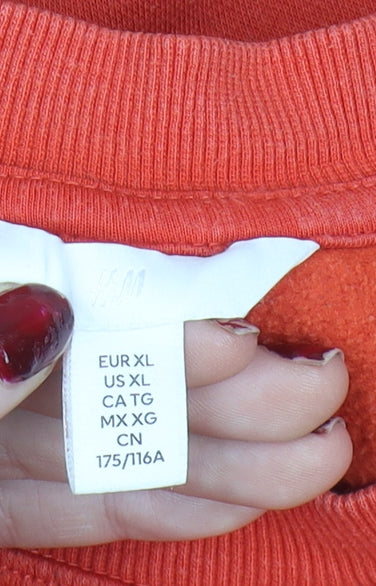 H&M
EUR XL
US XL
CA TG
MX XG
CN
175/116A